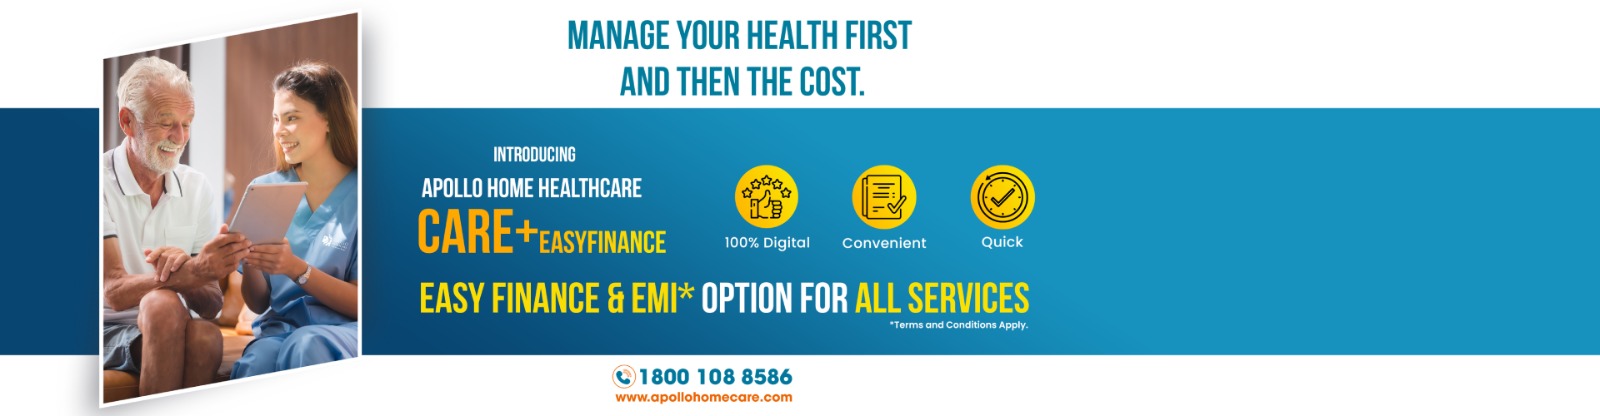 MANAGE YOUR HEALTH FIRST
AND THEN THE COST.
INTRODUCING
APOLLO HOME HEALTHCARE
CARE+EASYFINANCE
100% Digital
Convenient
Quick
EASY FINANCE & EMI* OPTION FOR ALL SERVICES
*Terms and Conditions Apply.
1800 108 8586
www.apollohomecare.com